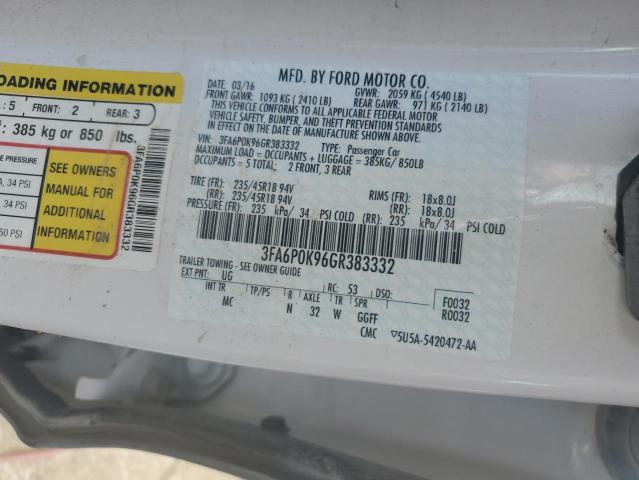 LOADING INFORMATION
: 5 FRONT: 2 REAR: 3
: 385 kg or 850 lbs.
PRESSURE
, 34 PSI
, 34 PSI
60 PSI
SEE OWNERS
MANUAL FOR
ADDITIONAL
INFORMATION
3FA6P0K96GR383332
MFD. BY FORD MOTOR CO.
03/16 GVWR: 2059 KG (4540 LB)
FRONT GAWR: 1093 KG (2410 LB) REAR GAWR: 971 KG (2140 LB)
THIS VEHICLE CONFORMS TO ALL APPLICABLE FEDERAL MOTOR
VEHICLE SAFETY, BUMPER, AND THEFT PREVENTION STANDARDS
IN EFFECT ON THE DATE OF MANUFACTURE SHOWN ABOVE.
VIN: 3FA6P0K96GR383332 TYPE: Passenger Car
MAXIMUM LOAD = OCCUPANTS + LUGGAGE = 385KG/850LB
OCCUPANTS = 5 TOTAL, 2 FRONT, 3 REAR
TIRE (FR): 235/45R18 94V RIMS (FR): 18x8.0J
(RR): 235/45R18 94V (RR): 18x8.0J
PRESSURE (FR): 235 kPa/ 34 PSI COLD (RR): 235 kPa/ 34 PSI COLD
3FA6P0K96GR383332
TRAILER TOWING - SEE OWNER GUIDE
EXT PNT: UG RC: 53 DSO: F0032
INT TR TP/PS R AXLE TR SPR R0032
MC N 32 W GGFF
CMC ▽5U5A-5420472-AA